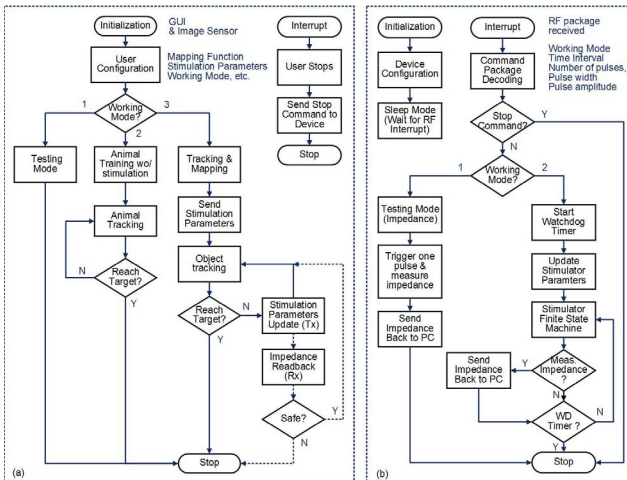 Initialization
GUI
& Image Sensor
User
Configuration
Mapping Function
Stimulation Parameters
Working Mode, etc.
Working
Mode?
1
2
3
Testing
Mode
Animal
Training wo/
stimulation
Tracking &
Mapping
Send
Stimulation
Parameters
Animal
Tracking
Object
tracking
Reach
Target?
N
Y
Reach
Target?
N
Y
Stimulation
Parameters
Update (Tx)
Impedance
Readback
(Rx)
Safe?
Y
N
Stop
(a)
Interrupt
User Stops
Send Stop
Command to
Device
Stop
Initialization
Device
Configuration
Sleep Mode
(Wait for RF
Interrupt)
Interrupt
RF package
received
Command
Package
Decoding
Working Mode
Time Interval
Number of pulses,
Pulse width
Pulse amplitude
Stop
Command?
Y
N
Working
Mode?
1
2
Testing Mode
(Impedance)
Trigger one
pulse &
measure
impedance
Send
Impedance
Back to PC
Start
Watchdog
Timer
Update
Stimulator
Paramters
Stimulator
Finite State
Machine
Meas.
Impedance
?
Y
N
Send
Impedance
Back to PC
WD
Timer ?
N
Y
Stop
(b)